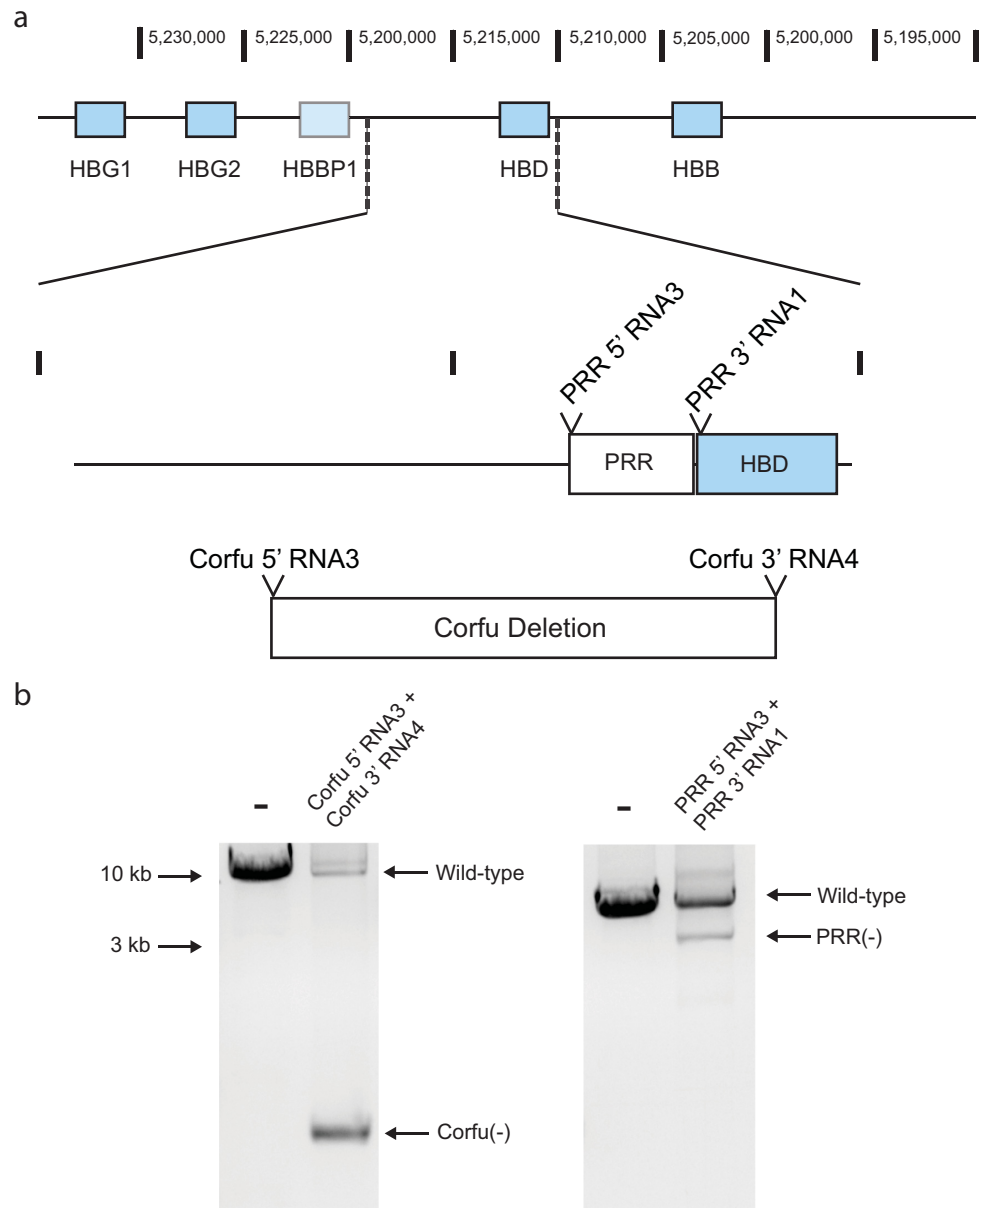 a
5,230,000 5,225,000 5,200,000 5,215,000 5,210,000 5,205,000 5,200,000 5,195,000
HBG1 HBG2 HBBP1 HBD HBB
PRR 5’ RNA3
PRR 3’ RNA1
PRR HBD
Corfu 5’ RNA3 Corfu 3’ RNA4
Corfu Deletion
b
-
Corfu 5’ RNA3 +
Corfu 3’ RNA4
-
PRR 5’ RNA3 +
PRR 3’ RNA1
10 kb
3 kb
Wild-type
Corfu(-)
Wild-type
PRR(-)